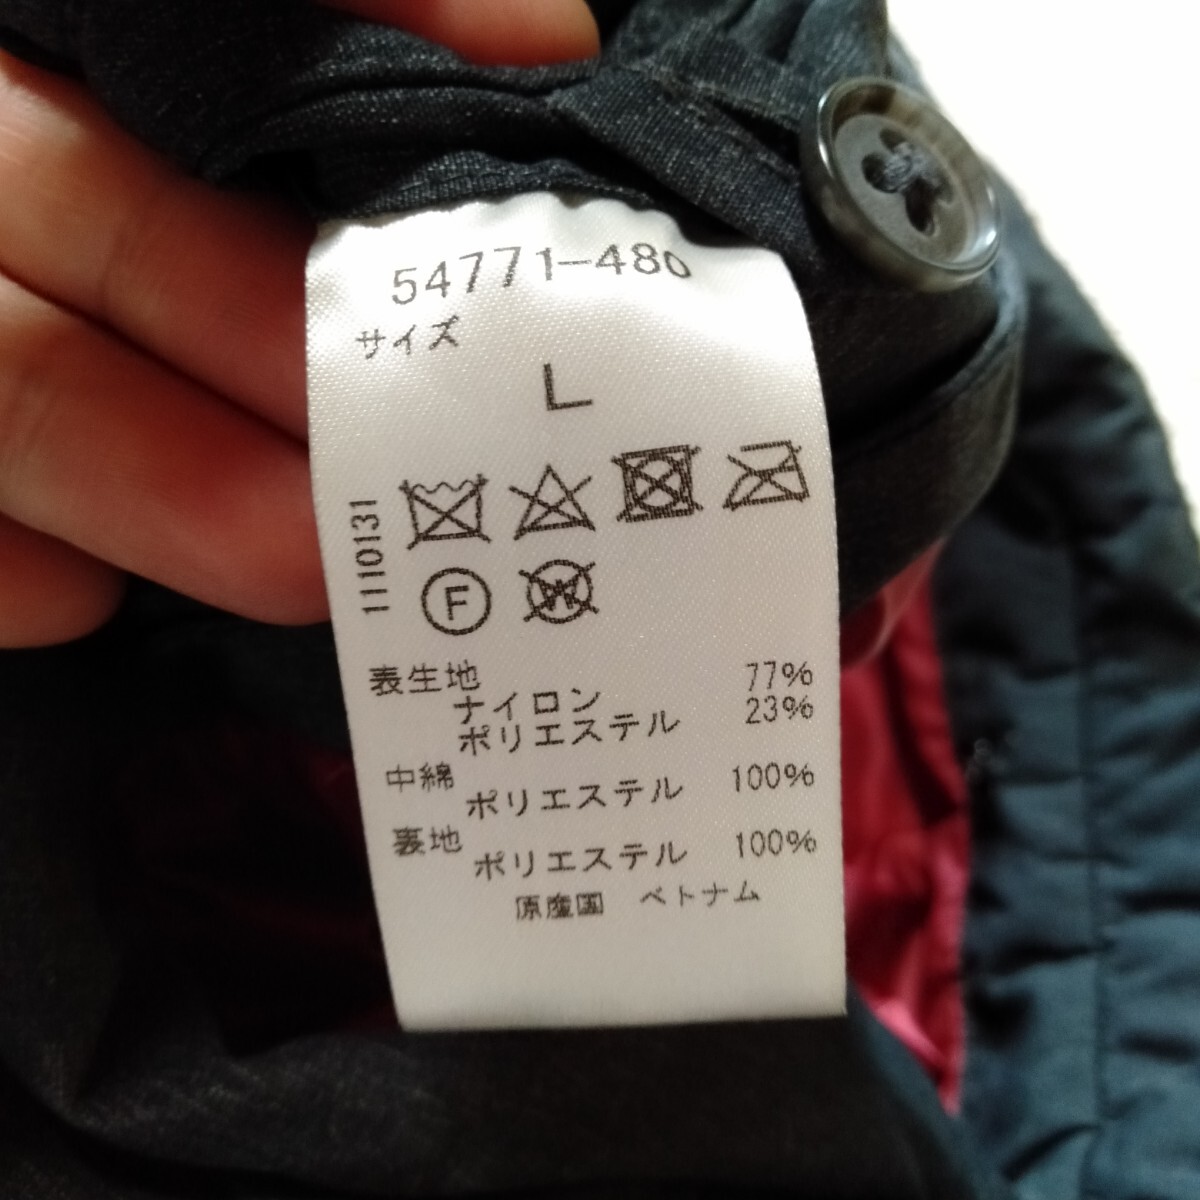 54771-480
サイズ
L
1110131
F
W
表生地
ナイロン 77%
ポリエステル 23%
中綿
ポリエステル 100%
裏地
ポリエステル 100%
原産国 ベトナム